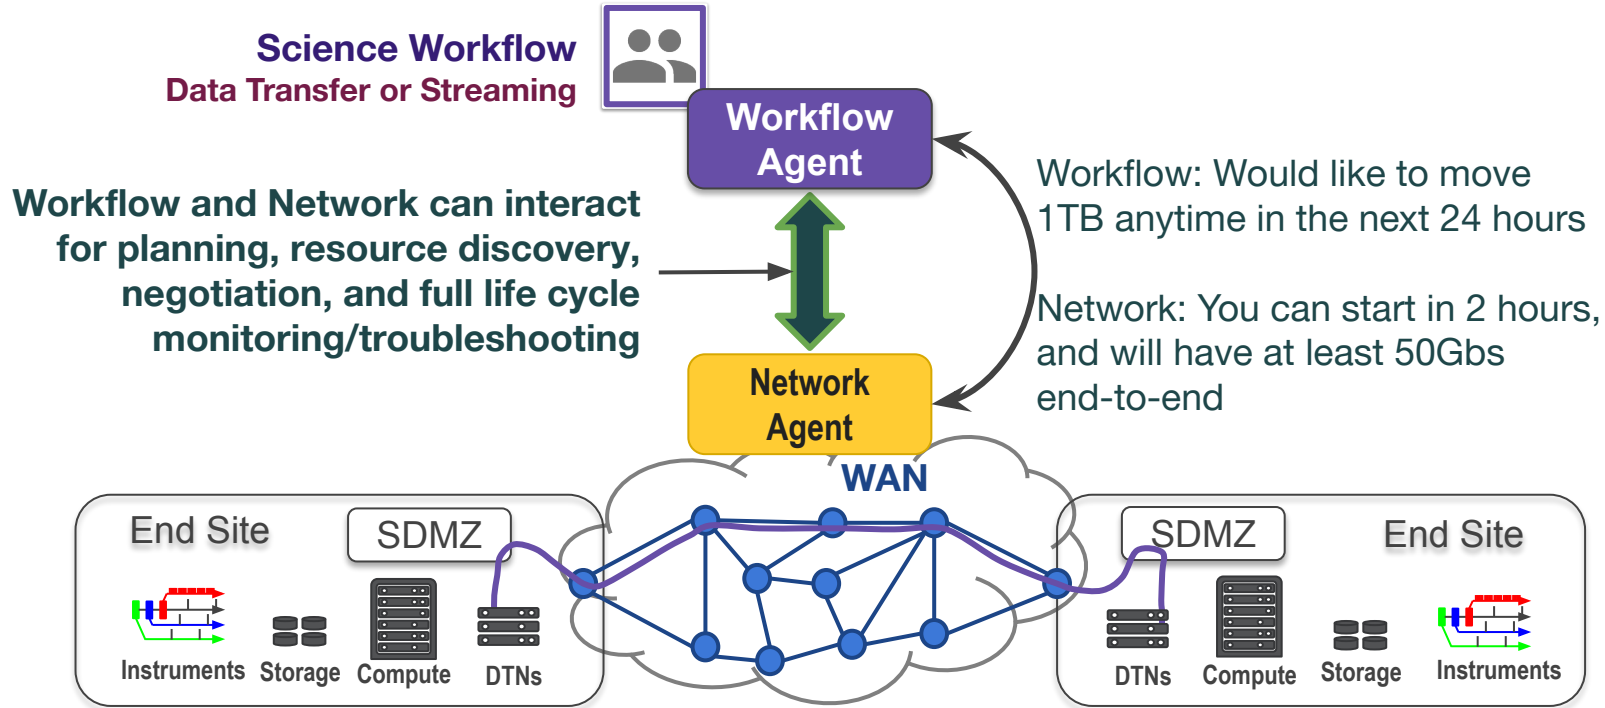 Science Workflow
Data Transfer or Streaming
Workflow
Agent
Workflow and Network can interact
for planning, resource discovery,
negotiation, and full life cycle
monitoring/troubleshooting
Workflow: Would like to move
1TB anytime in the next 24 hours
Network: You can start in 2 hours,
and will have at least 50Gbs
end-to-end
Network
Agent
WAN
End Site
SDMZ
Instruments
Storage
Compute
DTNs
SDMZ
End Site
DTNs
Compute
Storage
Instruments